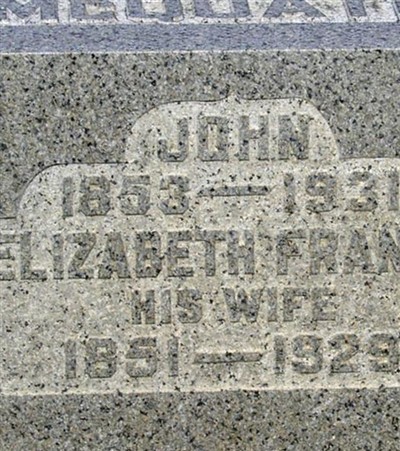 JOHN
1853 — 1931
ELIZABETH FRAN
HIS WIFE
1851 — 1929